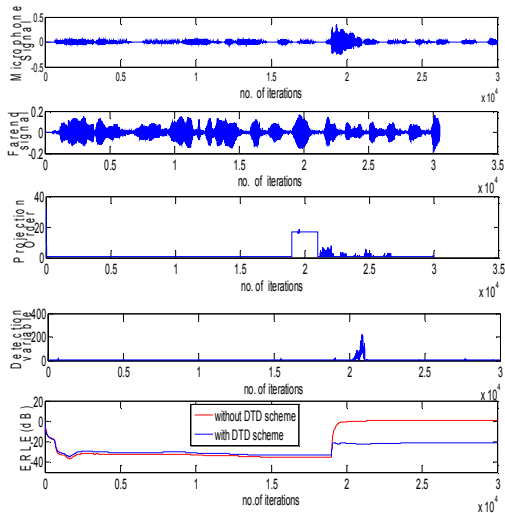 Microphone
Signal
0.5
0
-0.5
0 0.5 1 1.5 2 2.5 3
no. of iterations
x 10^4
Farend
signal
0.2
0
-0.2
0 0.5 1 1.5 2 2.5 3 3.5
no. of iterations
x 10^4
Projection
Order
40
20
0
0 0.5 1 1.5 2 2.5 3 3.5
no. of iterations
x 10^4
Detection
variable
400
200
0
0 0.5 1 1.5 2 2.5 3
no. of iterations
x 10^4
ERLE(dB)
20
0
-20
-40
0 0.5 1 1.5 2 2.5 3
without DTD scheme
with DTD scheme
no.of iterations
x 10^4